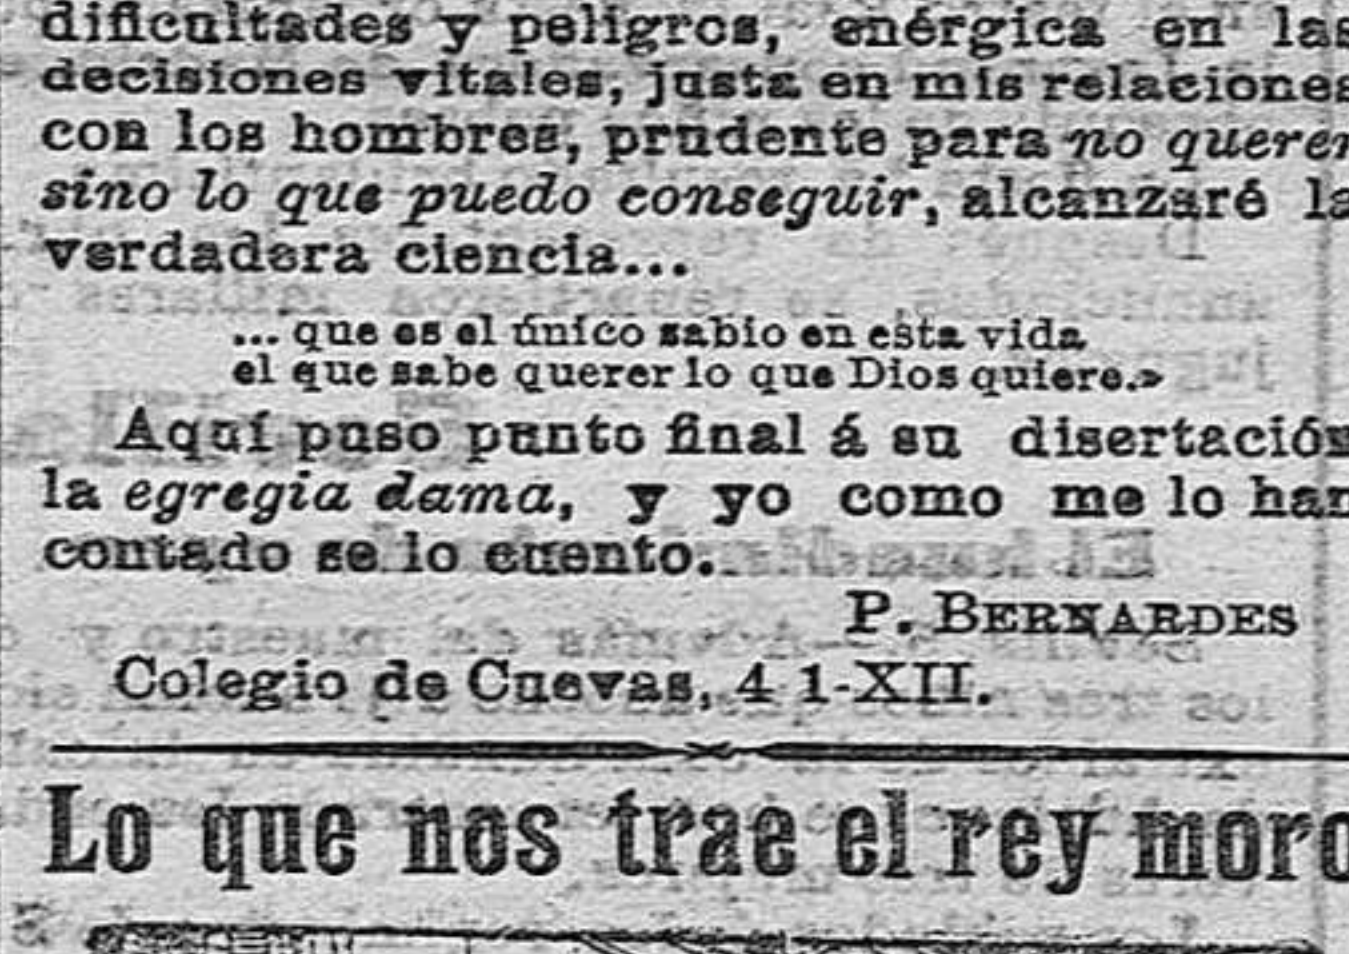 dificultades y peligros, enérgica en las
decisiones vitales, justa en mis relaciones
con los hombres, prudente para no querer
sino lo que puedo conseguir, alcanzaré la
verdadera ciencia...
... que es el único sabio en esta vida
el que sabe querer lo que Dios quiere.»
Aquí puso punto final á su disertación
la egregia dama, y yo como me lo han
contado se lo cuento.
P. BERNARDES
Colegio de Cuevas, 4 1-XII.
Lo que nos trae el rey moro